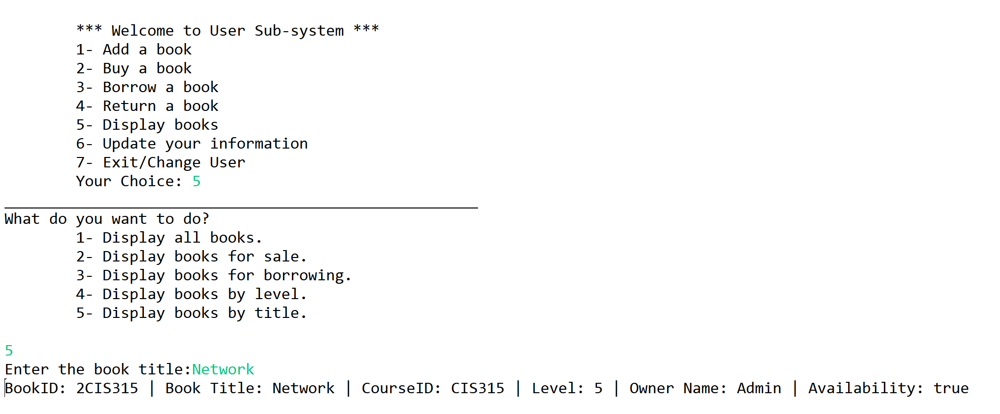 *** Welcome to User Sub-system ***
1- Add a book
2- Buy a book
3- Borrow a book
4- Return a book
5- Display books
6- Update your information
7- Exit/Change User
Your Choice: 5
_____________________________________________________
What do you want to do?
1- Display all books.
2- Display books for sale.
3- Display books for borrowing.
4- Display books by level.
5- Display books by title.
5
Enter the book title:Network
BookID: 2CIS315 | Book Title: Network | CourseID: CIS315 | Level: 5 | Owner Name: Admin | Availability: true